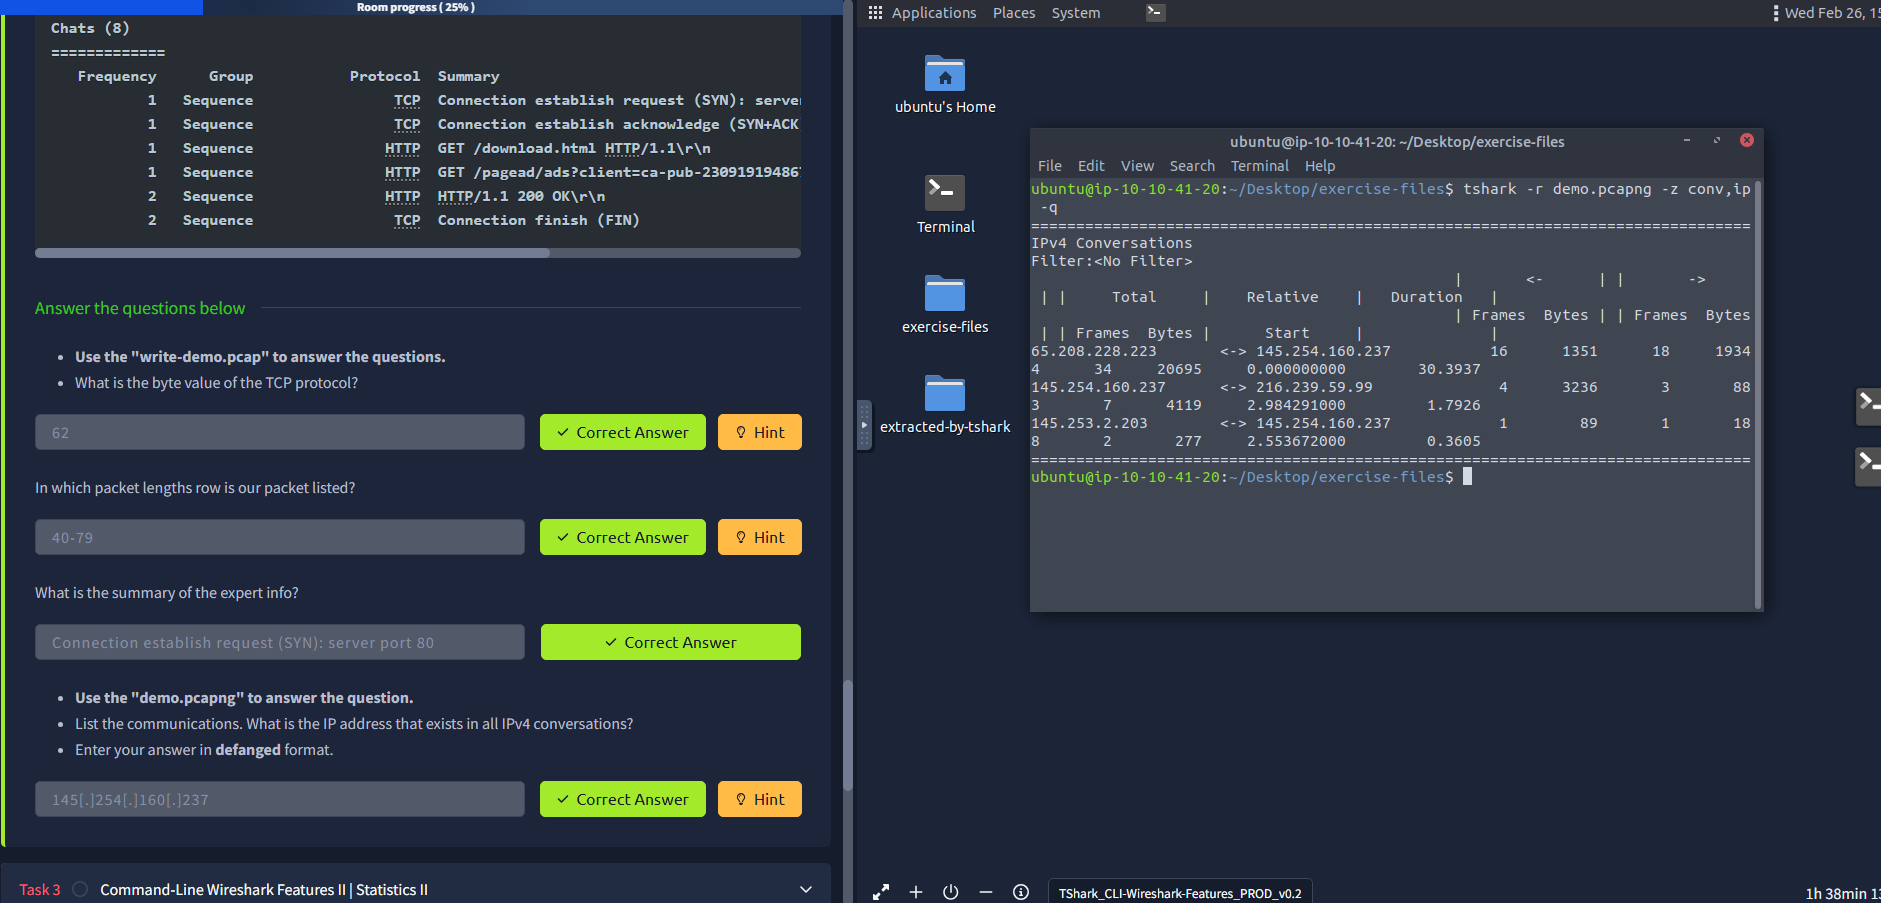 Room progress ( 25% )
Chats (8)
=============
Frequency Group Protocol Summary
1 Sequence TCP Connection establish request (SYN): server
1 Sequence TCP Connection establish acknowledge (SYN+ACK
1 Sequence HTTP GET /download.html HTTP/1.1\r\n
1 Sequence HTTP GET /pagead/ads?client=ca-pub-230919194867
2 Sequence HTTP HTTP/1.1 200 OK\r\n
2 Sequence TCP Connection finish (FIN)
Answer the questions below
Use the "write-demo.pcap" to answer the questions.
What is the byte value of the TCP protocol?
62
Correct Answer
Hint
In which packet lengths row is our packet listed?
40-79
Correct Answer
Hint
What is the summary of the expert info?
Connection establish request (SYN): server port 80
Correct Answer
Use the "demo.pcapng" to answer the question.
List the communications. What is the IP address that exists in all IPv4 conversations?
Enter your answer in defanged format.
145[.]254[.]160[.]237
Correct Answer
Hint
Task 3 Command-Line Wireshark Features II | Statistics II
Applications Places System
Wed Feb 26, 15
ubuntu's Home
Terminal
exercise-files
extracted-by-tshark
ubuntu@ip-10-10-41-20: ~/Desktop/exercise-files
File Edit View Search Terminal Help
ubuntu@ip-10-10-41-20:~/Desktop/exercise-files$ tshark -r demo.pcapng -z conv,ip
-q
================================================================================
IPv4 Conversations
Filter:<No Filter>
| <- | | ->
| | Total | Relative | Duration |
| Frames Bytes | | Frames Bytes
| | Frames Bytes | Start | |
65.208.228.223 <-> 145.254.160.237 16 1351 18 1934
4 34 20695 0.000000000 30.3937
145.254.160.237 <-> 216.239.59.99 4 3236 3 88
3 7 4119 2.984291000 1.7926
145.253.2.203 <-> 145.254.160.237 1 89 1 18
8 2 277 2.553672000 0.3605
================================================================================
ubuntu@ip-10-10-41-20:~/Desktop/exercise-files$
TShark_CLI-Wireshark-Features_PROD_v0.2
1h 38min 13